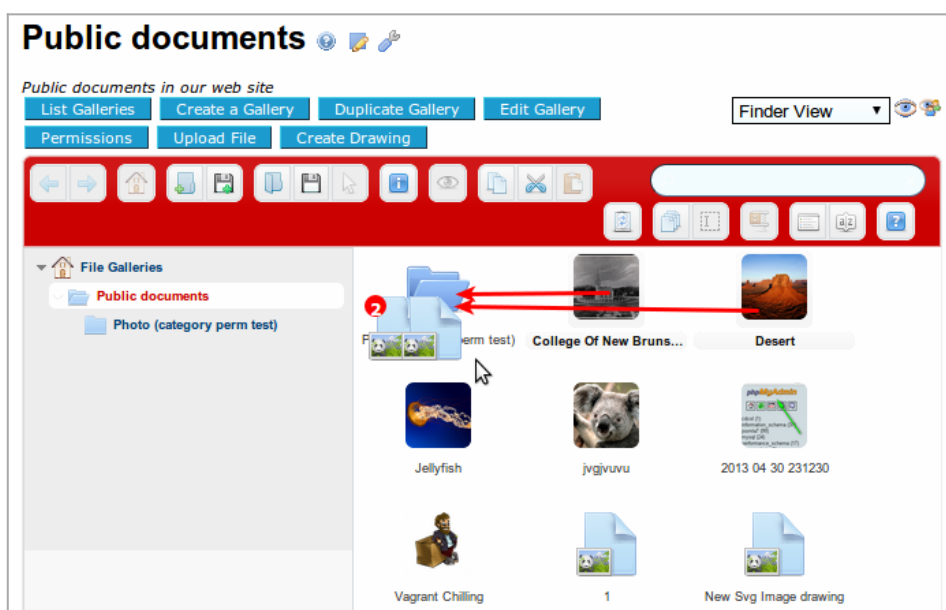 Public documents
Public documents in our web site
List Galleries
Create a Gallery
Duplicate Gallery
Edit Gallery
Finder View
Permissions
Upload File
Create Drawing
File Galleries
Public documents
Photo (category perm test)
2
perm test)
College Of New Bruns...
Desert
Jellyfish
jvgjvuvu
2013 04 30 231230
Vagrant Chilling
1
New Svg Image drawing